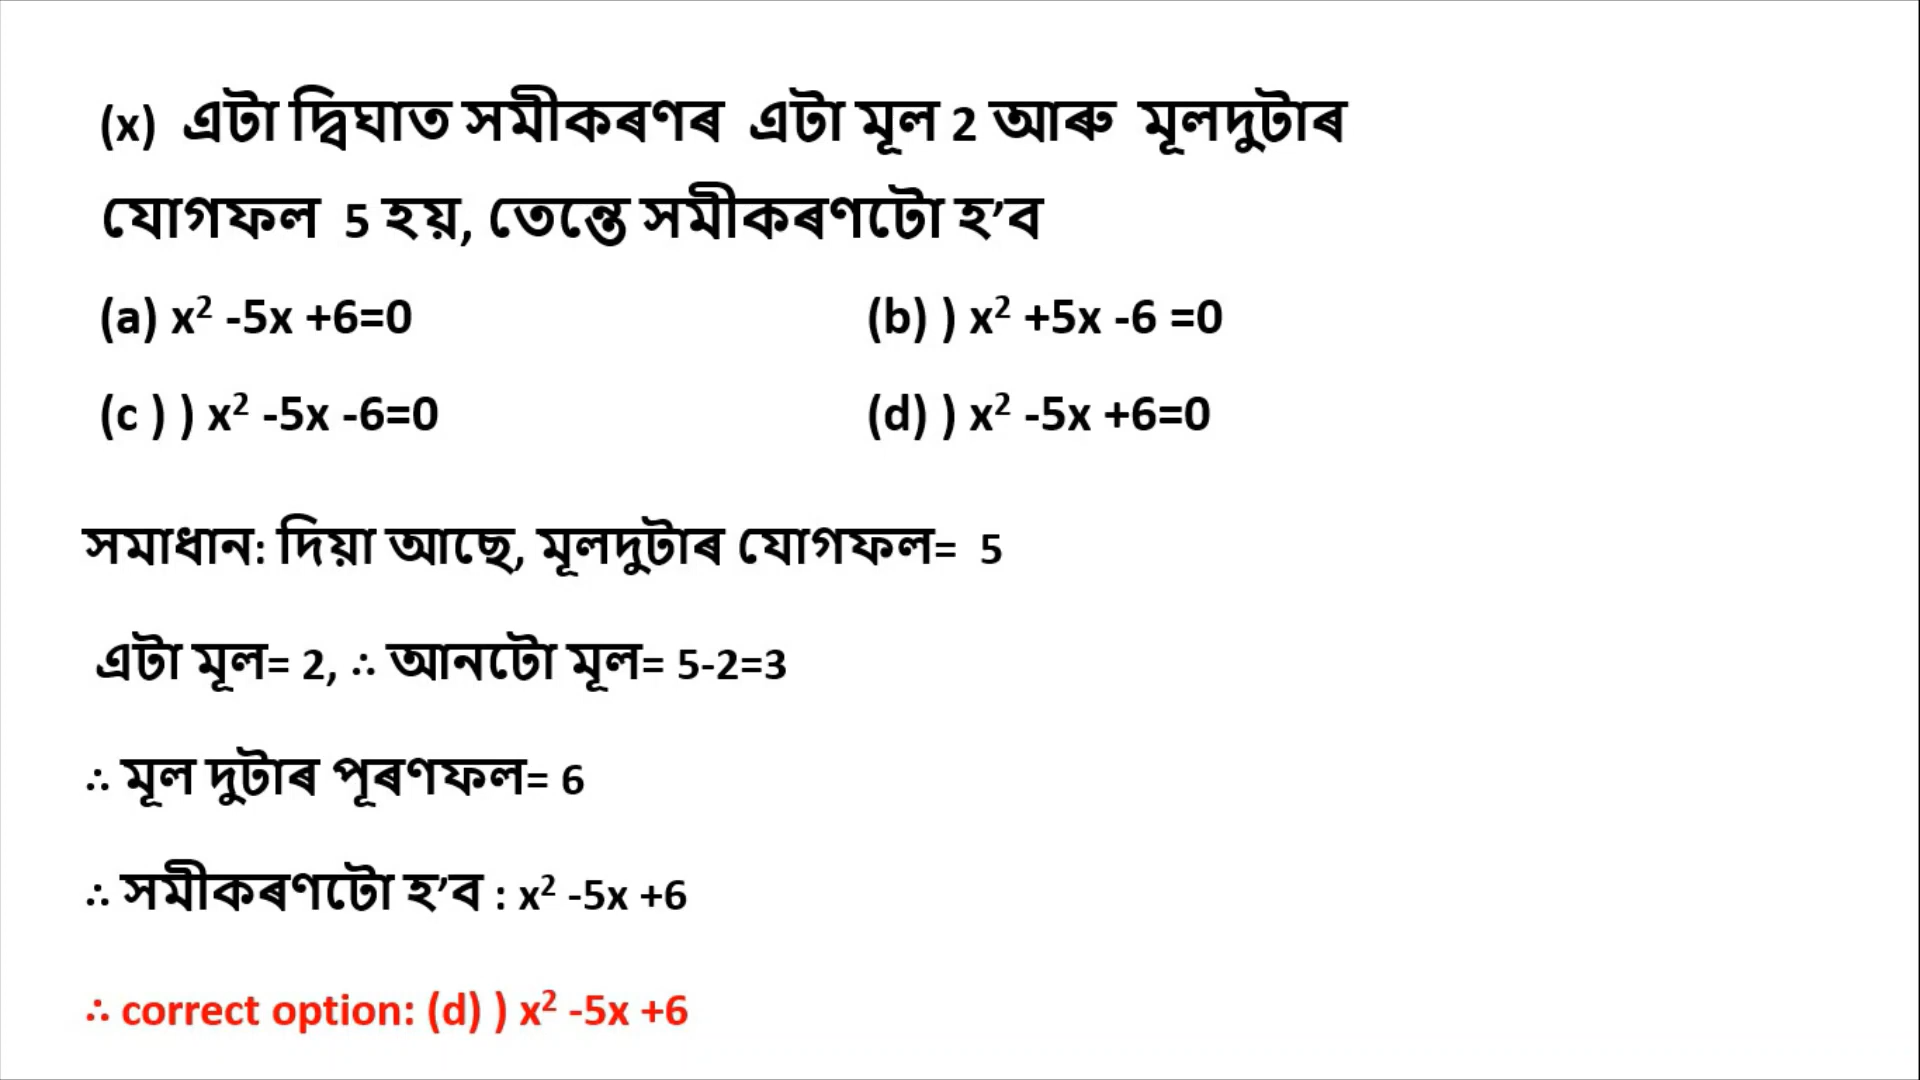 (x) এটা দ্বিঘাত সমীকৰণৰ এটা মূল 2 আৰু মূলদুটাৰ
যোগফল 5 হয়, তেন্তে সমীকৰণটো হ’ব
(a) x² -5x +6=0 (b) ) x² +5x -6 =0
(c ) ) x² -5x -6=0 (d) ) x² -5x +6=0
সমাধান: দিয়া আছে, মূলদুটাৰ যোগফল= 5
এটা মূল= 2, ∴ আনটো মূল= 5-2=3
∴ মূল দুটাৰ পূৰণফল= 6
∴ সমীকৰণটো হ’ব : x² -5x +6
∴ correct option: (d) ) x² -5x +6